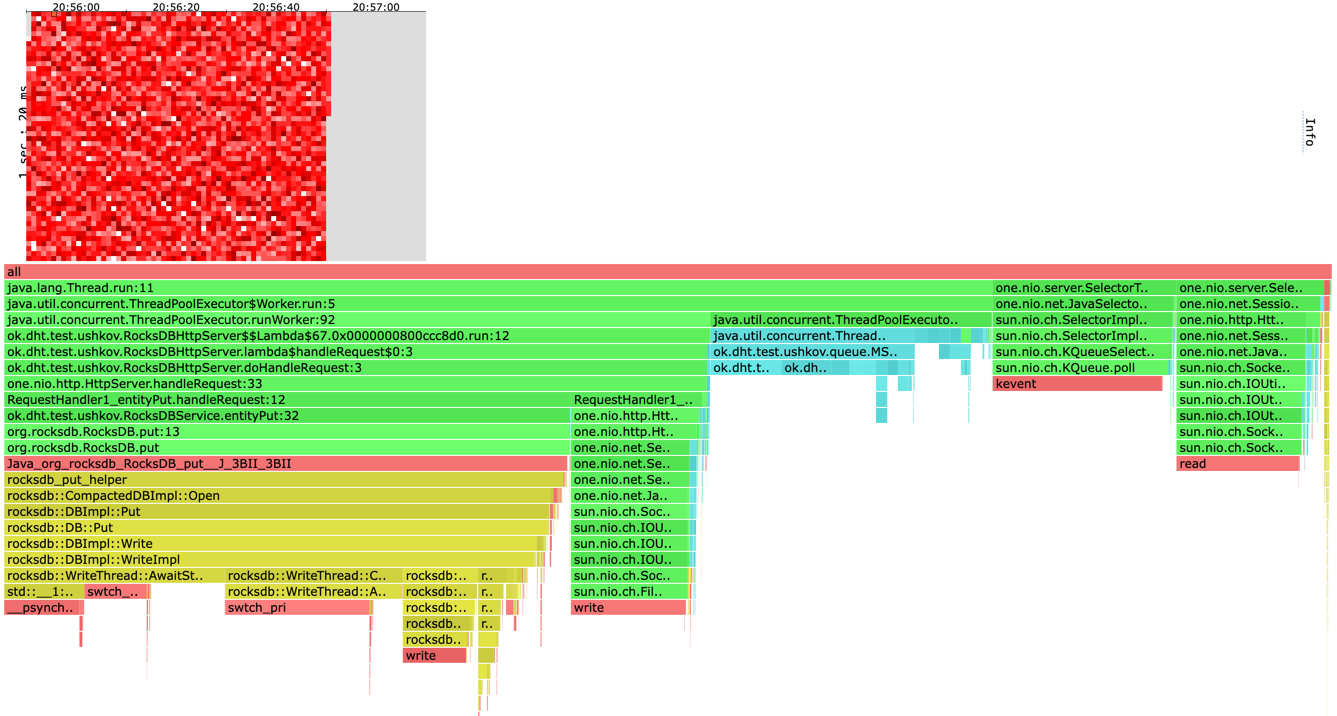 20:56:00 20:56:20 20:56:40 20:57:00
1 sec : 20 ms
Info
all
java.lang.Thread.run:11 one.nio.server.SelectorT.. one.nio.server.Sele..
java.util.concurrent.ThreadPoolExecutor$Worker.run:5 one.nio.net.JavaSelecto.. one.nio.net.Sessio..
java.util.concurrent.ThreadPoolExecutor.runWorker:92 java.util.concurrent.ThreadPoolExecuto.. sun.nio.ch.SelectorImpl.. one.nio.http.Htt..
ok.dht.test.ushkov.RocksDBHttpServer$$Lambda$67.0x0000000800ccc8d0.run:12 java.util.concurrent.Thread.. sun.nio.ch.SelectorImpl.. one.nio.net.Sess..
ok.dht.test.ushkov.RocksDBHttpServer.lambda$handleRequest$0:3 ok.dht.test.ushkov.queue.MS.. sun.nio.ch.KQueueSelect.. one.nio.net.Java..
ok.dht.test.ushkov.RocksDBHttpServer.doHandleRequest:3 ok.dht.t.. ok.dh.. sun.nio.ch.KQueue.poll sun.nio.ch.Socke..
one.nio.http.HttpServer.handleRequest:33 kevent sun.nio.ch.IOUti..
RequestHandler1_entityPut.handleRequest:12 RequestHandler1_.. sun.nio.ch.IOUt..
ok.dht.test.ushkov.RocksDBService.entityPut:32 one.nio.http.Htt.. sun.nio.ch.IOUt..
org.rocksdb.RocksDB.put:13 one.nio.http.Ht.. sun.nio.ch.Sock..
org.rocksdb.RocksDB.put one.nio.net.Se.. sun.nio.ch.Sock..
Java_org_rocksdb_RocksDB_put__J_3BII_3BII one.nio.net.Se.. read
rocksdb_put_helper one.nio.net.Se..
rocksdb::CompactedDBImpl::Open one.nio.net.Ja..
rocksdb::DBImpl::Put sun.nio.ch.Soc..
rocksdb::DB::Put sun.nio.ch.IOU..
rocksdb::DBImpl::Write sun.nio.ch.IOU..
rocksdb::DBImpl::WriteImpl sun.nio.ch.IOU..
rocksdb::WriteThread::AwaitSt.. rocksdb::WriteThread::C.. rocksdb:.. r.. sun.nio.ch.Soc..
std::__1:.. swtch_.. rocksdb::WriteThread::A.. rocksdb:.. r.. sun.nio.ch.Fil..
__psynch.. swtch_pri rocksdb:.. r.. write
rocksdb.. r..
rocksdb..
write